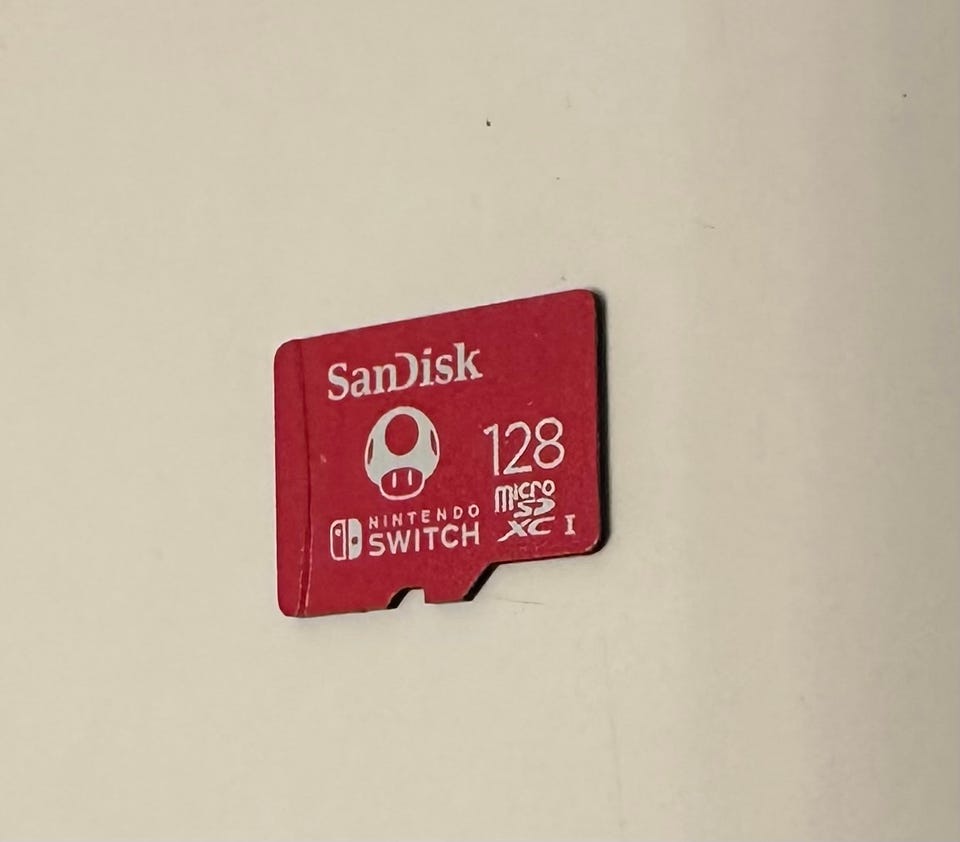 SanDisk
128
micro
SD
XC I
NINTENDO
SWITCH